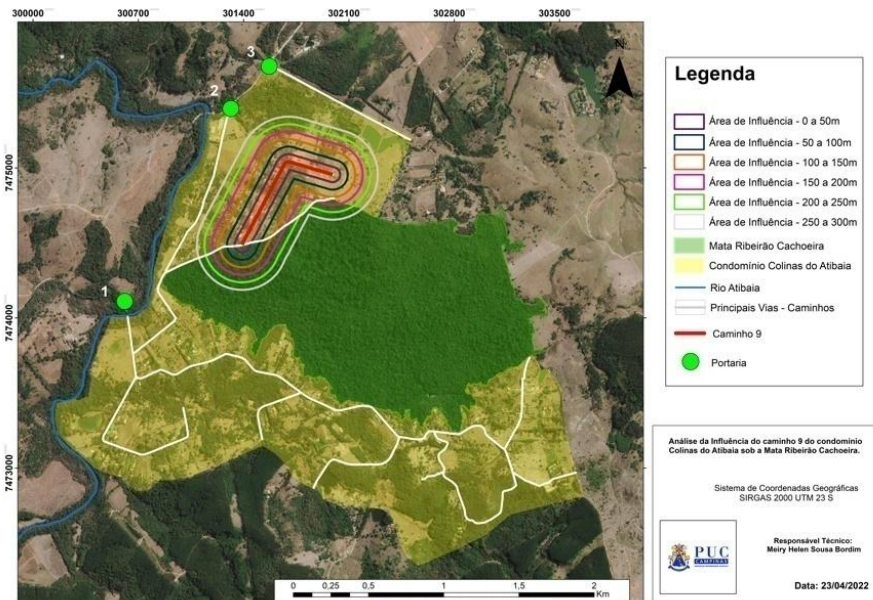 300000 300700 301400 302100 302800 303500
7475000
7474000
7473000
3
2
1
N
0 0,25 0,5 1 1,5 2
Km
Legenda
Área de Influência - 0 a 50m
Área de Influência - 50 a 100m
Área de Influência - 100 a 150m
Área de Influência - 150 a 200m
Área de Influência - 200 a 250m
Área de Influência - 250 a 300m
Mata Ribeirão Cachoeira
Condomínio Colinas do Atibaia
Rio Atibaia
Principais Vias - Caminhos
Caminho 9
Portaria
Análise da Influência do caminho 9 do condomínio
Colinas do Atibaia sob a Mata Ribeirão Cachoeira.
Sistema de Coordenadas Geográficas
SIRGAS 2000 UTM 23 S
PUC
CAMPINAS
Responsável Técnico:
Meiry Helen Sousa Bordim
Data: 23/04/2022